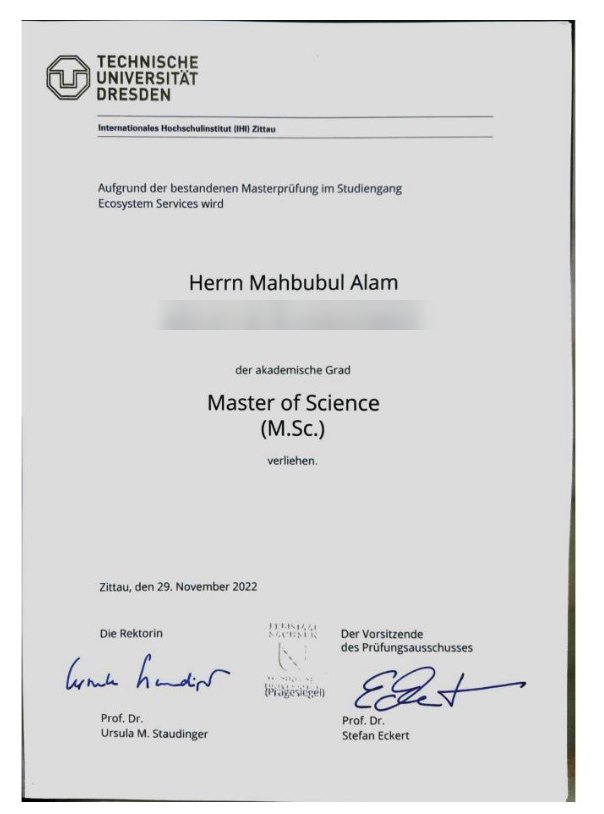 TECHNISCHE
UNIVERSITÄT
DRESDEN
Internationales Hochschulinstitut (IHI) Zittau
Aufgrund der bestandenen Masterprüfung im Studiengang
Ecosystem Services wird
Herrn Mahbubul Alam
der akademische Grad
Master of Science
(M.Sc.)
verliehen.
Zittau, den 29. November 2022
Die Rektorin
Der Vorsitzende
des Prüfungsausschusses
(Prägesiegel)
Prof. Dr.
Ursula M. Staudinger
Prof. Dr.
Stefan Eckert